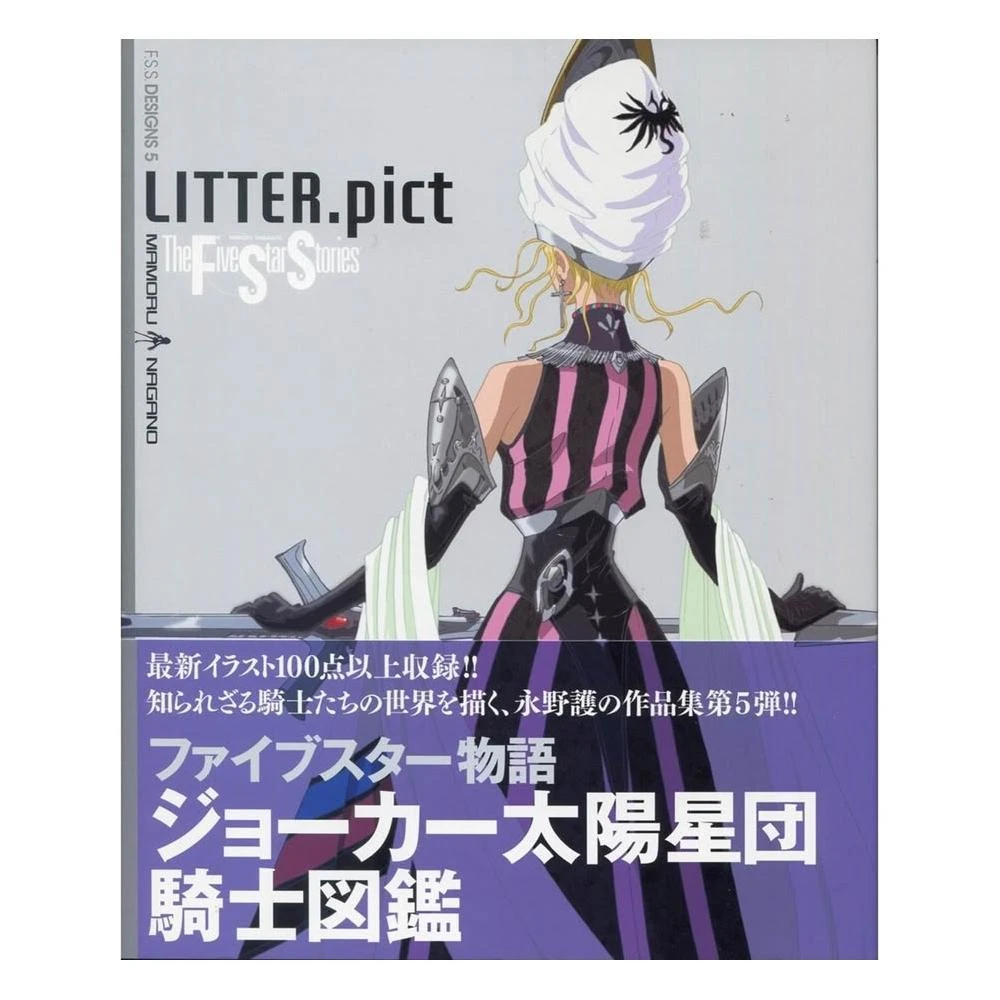 F.S.S. DESIGNS 5
LITTER.pict
The Five Star Stories
MAMORU NAGANO
最新イラスト100点以上収録!!
知られざる騎士たちの世界を描く、永野護の作品集第5弾!!
ファイブスター物語
ジョーカー太陽星団
騎士図鑑